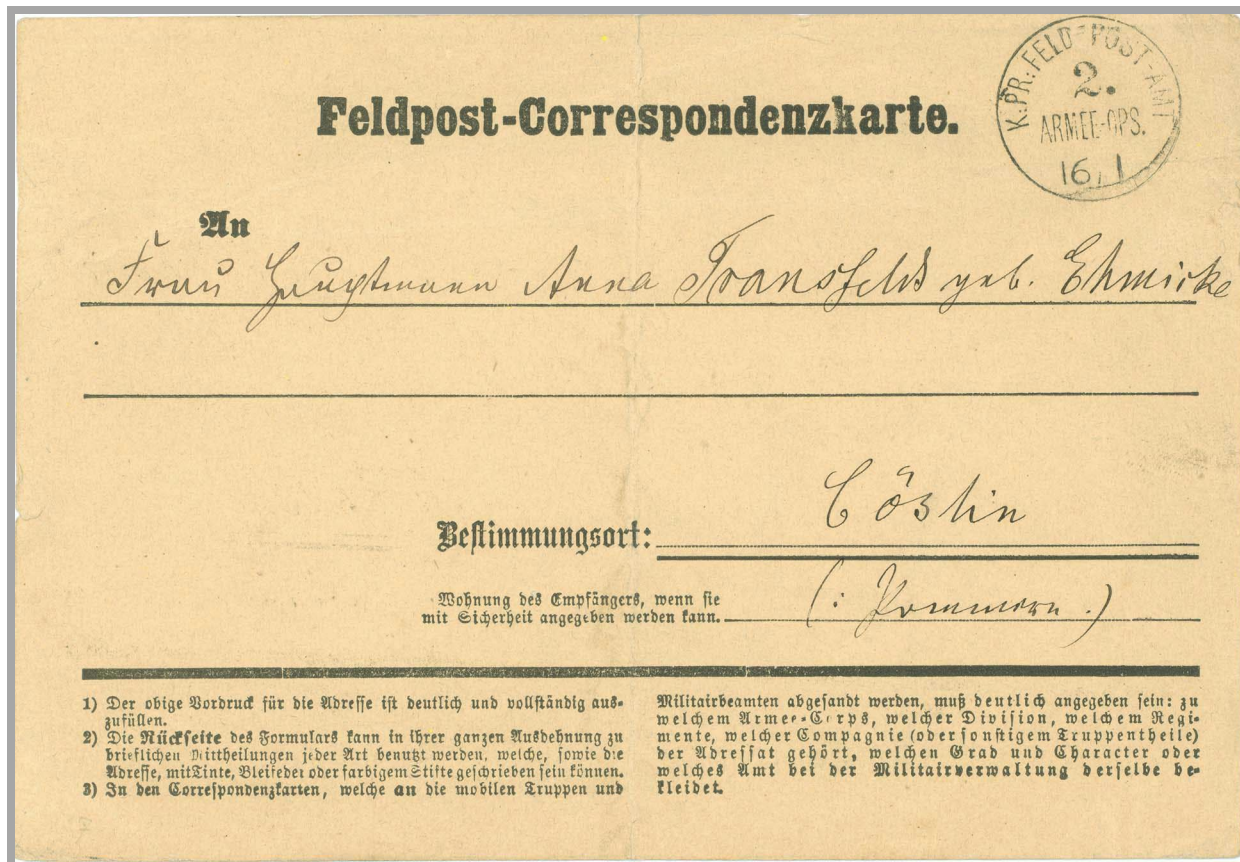 Feldpost-Correspondenzkarte.
K. PR. FELD-POST-AMT
2.
ARMEE-CPS.
16, 1
An
Frau Hauptmann Anna Transfeldt geb. Ehmicke
Bestimmungsort: Cöslin
Wohnung des Empfängers, wenn sie
mit Sicherheit angegeben werden kann. (: Pommern .)
1) Der obige Vordruck für die Adresse ist deutlich und vollständig aus-
zufüllen.
2) Die Rückseite des Formulars kann in ihrer ganzen Ausdehnung zu
brieflichen Mittheilungen jeder Art benutzt werden, welche, sowie die
Adresse, mit Tinte, Bleifeder oder farbigem Stifte geschrieben sein können.
3) In den Correspondenzkarten, welche an die mobilen Truppen und
Militairbeamten abgesandt werden, muß deutlich angegeben sein: zu
welchem Armee-Corps, welcher Division, welchem Regi-
mente, welcher Compagnie (oder sonstigem Truppentheile)
der Adressat gehört, welchen Grad und Character oder
welches Amt bei der Militairverwaltung derselbe be-
kleidet.